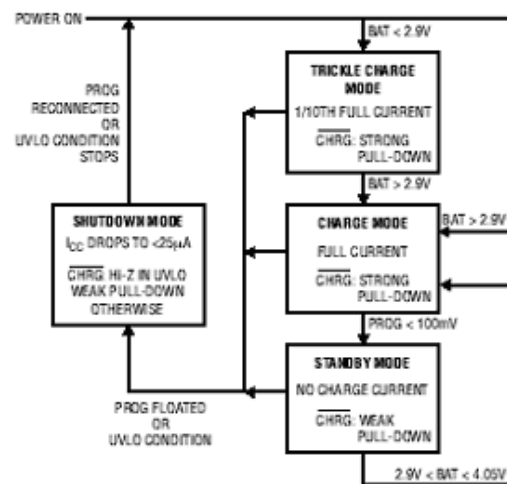 POWER ON
BAT < 2.9V
TRICKLE CHARGE
MODE
1/10TH FULL CURRENT
CHRG: STRONG
PULL-DOWN
PROG
RECONNECTED
OR
UVLO CONDITION
STOPS
BAT > 2.9V
SHUTDOWN MODE
ICC DROPS TO <25µA
CHRG: HI-Z IN UVLO
WEAK PULL-DOWN
OTHERWISE
CHARGE MODE
FULL CURRENT
CHRG: STRONG
PULL-DOWN
BAT > 2.9V
PROG < 100mV
STANDBY MODE
NO CHARGE CURRENT
CHRG: WEAK
PULL-DOWN
PROG FLOATED
OR
UVLO CONDITION
2.9V < BAT < 4.05V